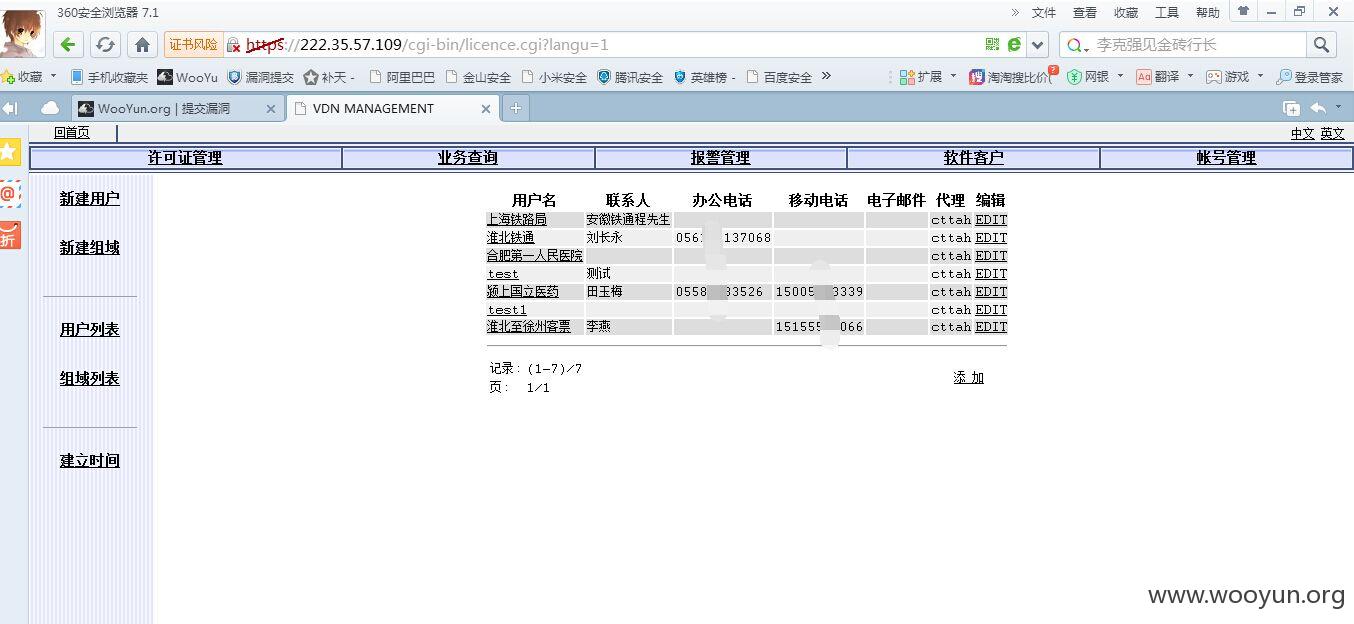 360安全浏览器 7.1
» 文件 查看 收藏 工具 帮助
证书风险 https://222.35.57.109/cgi-bin/licence.cgi?langu=1
李克强见金砖行长
收藏 手机收藏夹 WooYu 漏洞提交 补天 - 阿里巴巴 金山安全 小米安全 腾讯安全 英雄榜 - 百度安全 » 扩展 淘淘搜比价 网银 Aa 翻译 游戏 登录管家
WooYun.org | 提交漏洞 VDN MANAGEMENT
回首页 中文 英文
许可证管理 业务查询 报警管理 软件客户 帐号管理
新建用户
新建组域
用户列表
组域列表
建立时间
用户名 联系人 办公电话 移动电话 电子邮件 代理 编辑
上海铁路局 安徽铁通程先生 cttah EDIT
淮北铁通 刘长永 0561 137068 cttah EDIT
合肥第一人民医院 cttah EDIT
test 测试 cttah EDIT
颍上国立医药 田玉梅 0558 33526 15005 3339 cttah EDIT
test1 cttah EDIT
淮北至徐州客票 李燕 15155 066 cttah EDIT
记录：(1-7)/7
页： 1/1
添 加
@
折
www.wooyun.org